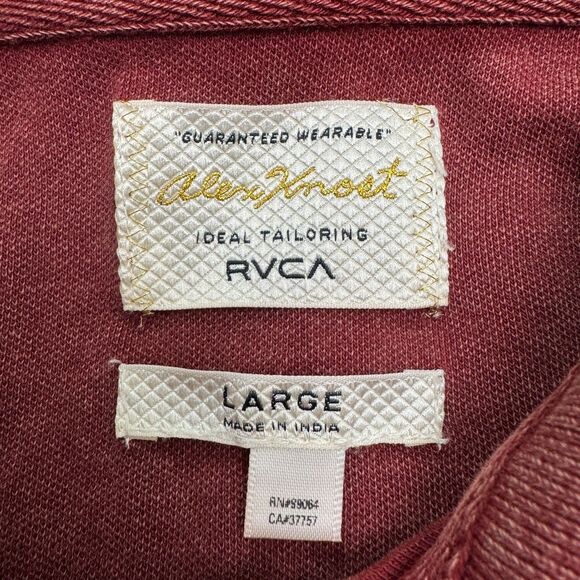 "GUARANTEED WEARABLE"
Alex Knost
IDEAL TAILORING
RVCA
LARGE
MADE IN INDIA
RN#99064
CA#37757